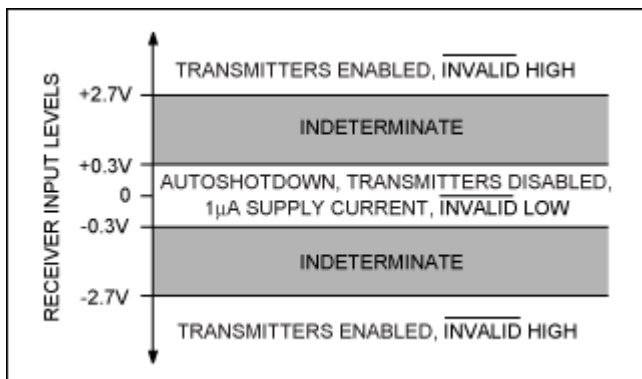 TRANSMITTERS ENABLED, INVALID HIGH
+2.7V
INDETERMINATE
+0.3V
AUTOSHOTDOWN, TRANSMITTERS DISABLED,
0
1µA SUPPLY CURRENT, INVALID LOW
-0.3V
INDETERMINATE
-2.7V
TRANSMITTERS ENABLED, INVALID HIGH
RECEIVER INPUT LEVELS